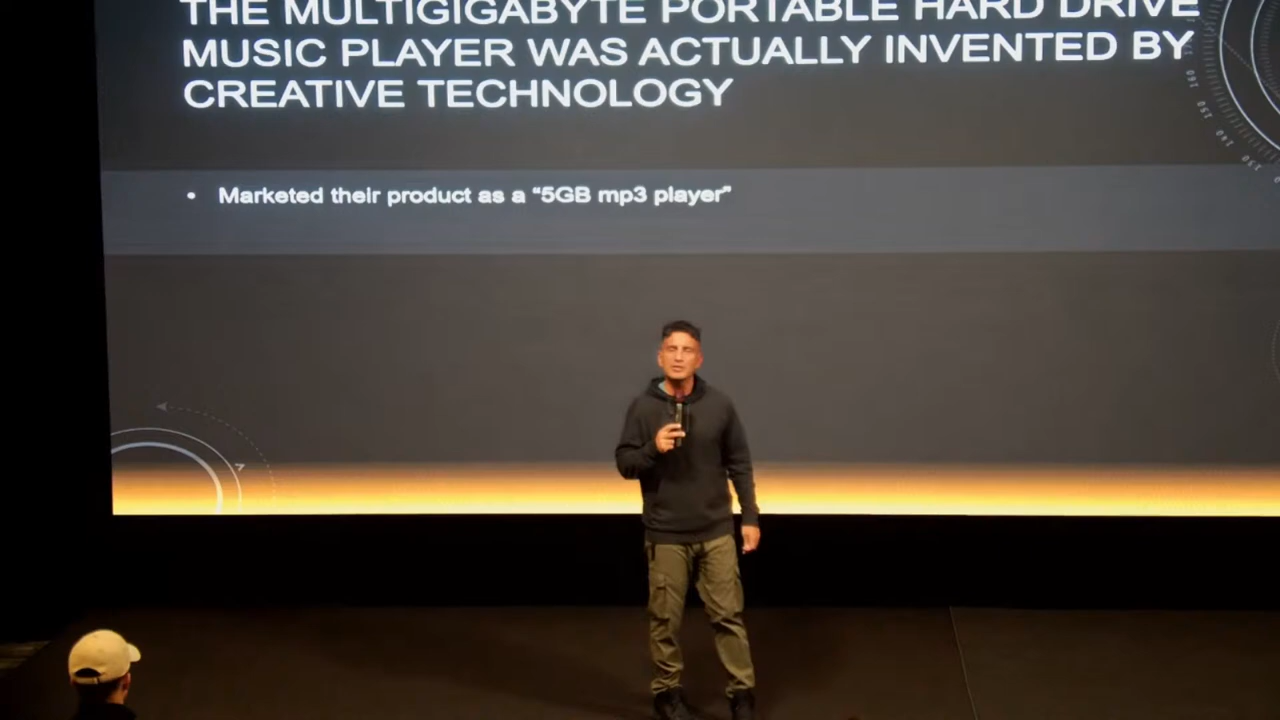 THE MULTIGIGABYTE PORTABLE HARD DRIVE
MUSIC PLAYER WAS ACTUALLY INVENTED BY
CREATIVE TECHNOLOGY
• Marketed their product as a “5GB mp3 player”